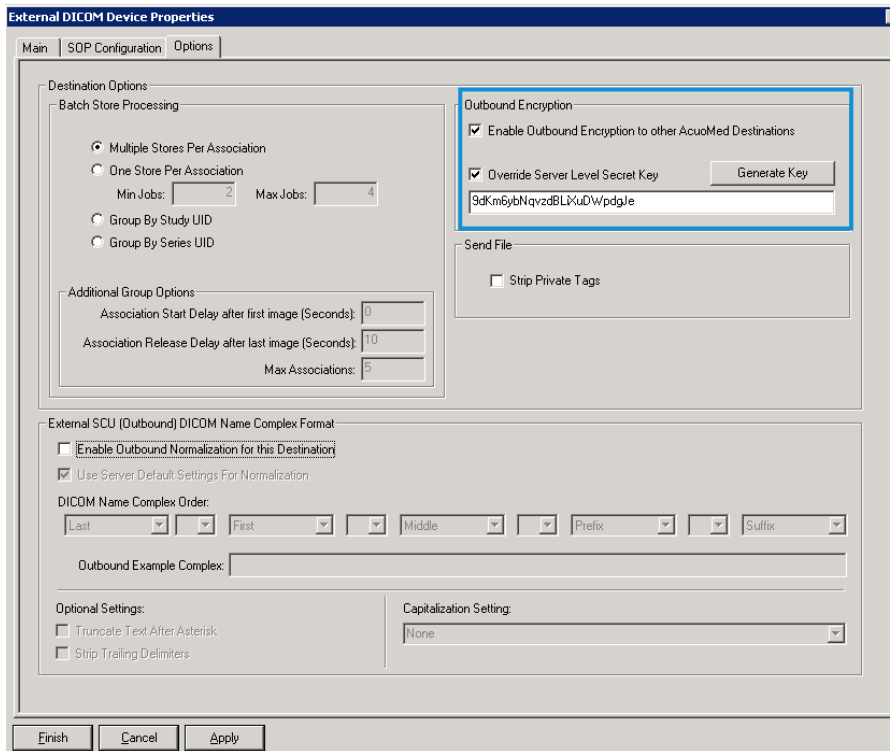 External DICOM Device Properties
Main SOP Configuration Options
Destination Options
Batch Store Processing
Multiple Stores Per Association
One Store Per Association
Min Jobs: 2 Max Jobs: 4
Group By Study UID
Group By Series UID
Additional Group Options
Association Start Delay after first image (Seconds): 0
Association Release Delay after last image (Seconds): 10
Max Associations: 5
Outbound Encryption
Enable Outbound Encryption to other AcuoMed Destinations
Override Server Level Secret Key Generate Key
9dKm6ybNqvzdBLiXuDWpdgJe
Send File
Strip Private Tags
External SCU (Outbound) DICOM Name Complex Format
Enable Outbound Normalization for this Destination
Use Server Default Settings For Normalization
DICOM Name Complex Order:
Last First Middle Prefix Suffix
Outbound Example Complex:
Optional Settings:
Truncate Text After Asterisk
Strip Trailing Delimiters
Capitalization Setting:
None
Finish Cancel Apply